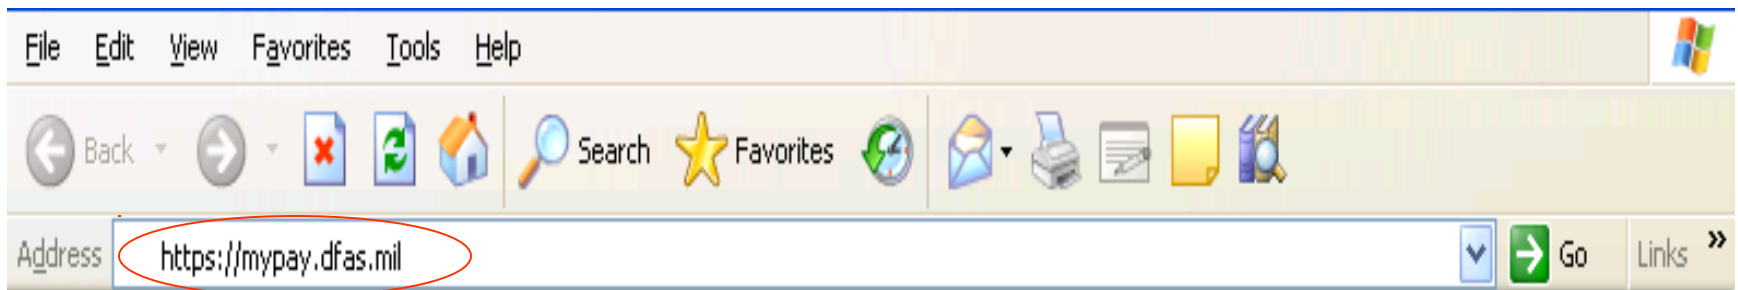 File Edit View Favorites Tools Help
Back Search Favorites
Address https://mypay.dfas.mil Go Links »